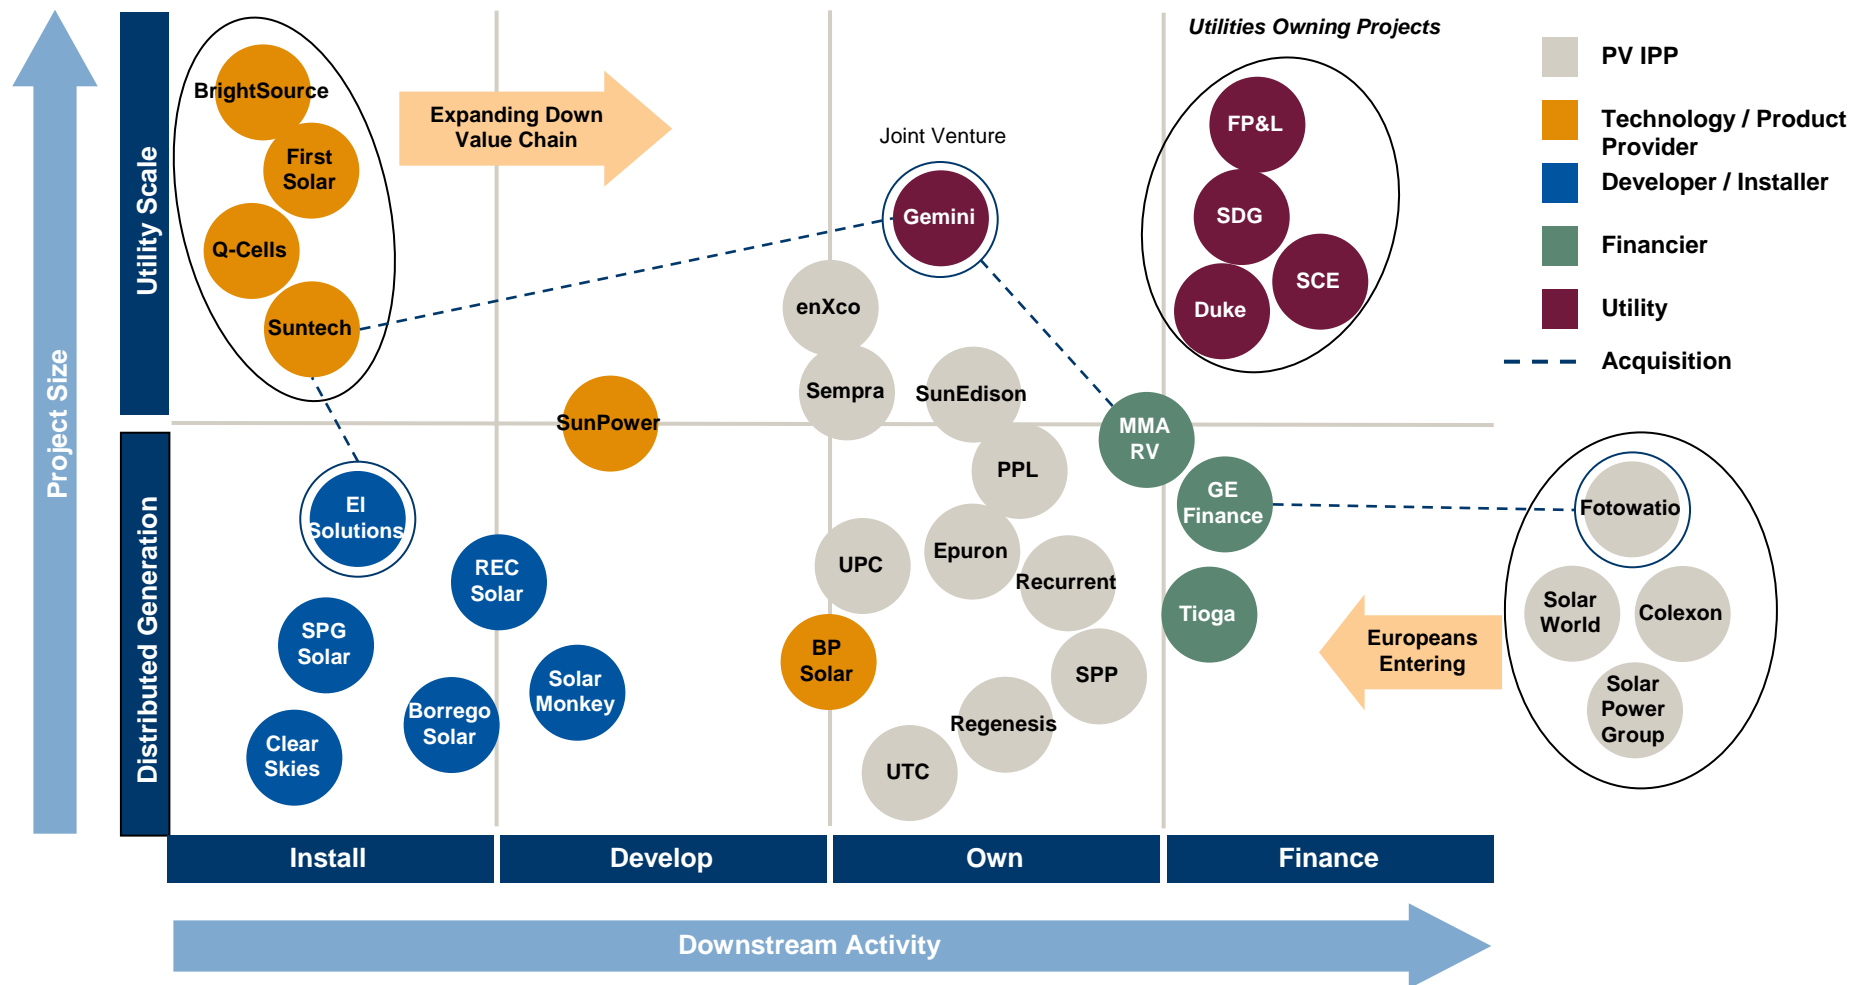 Utilities Owning Projects
PV IPP
Technology / Product
Provider
Developer / Installer
Financier
Utility
Acquisition
Project Size
Utility Scale
Distributed Generation
BrightSource
First
Solar
Q-Cells
Suntech
Expanding Down
Value Chain
Joint Venture
Gemini
FP&L
SDG
SCE
Duke
enXco
Sempra
SunEdison
SunPower
MMA
RV
PPL
GE
Finance
Fotowatio
EI
Solutions
REC
Solar
UPC
Epuron
Recurrent
Tioga
Solar
World
Colexon
Europeans
Entering
SPG
Solar
BP
Solar
SPP
Solar
Monkey
Borrego
Solar
Regenesis
Solar
Power
Group
Clear
Skies
UTC
Install
Develop
Own
Finance
Downstream Activity